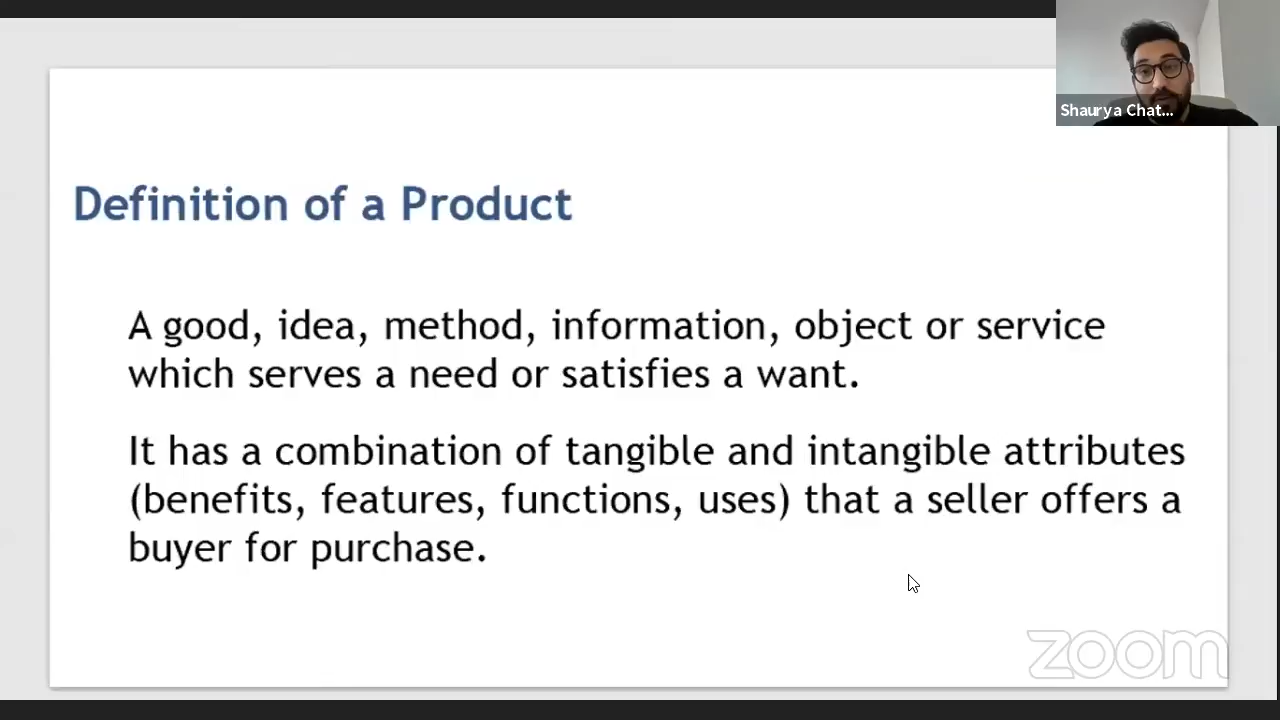 Shaurya Chat...
Definition of a Product
A good, idea, method, information, object or service
which serves a need or satisfies a want.
It has a combination of tangible and intangible attributes
(benefits, features, functions, uses) that a seller offers a
buyer for purchase.
zoom